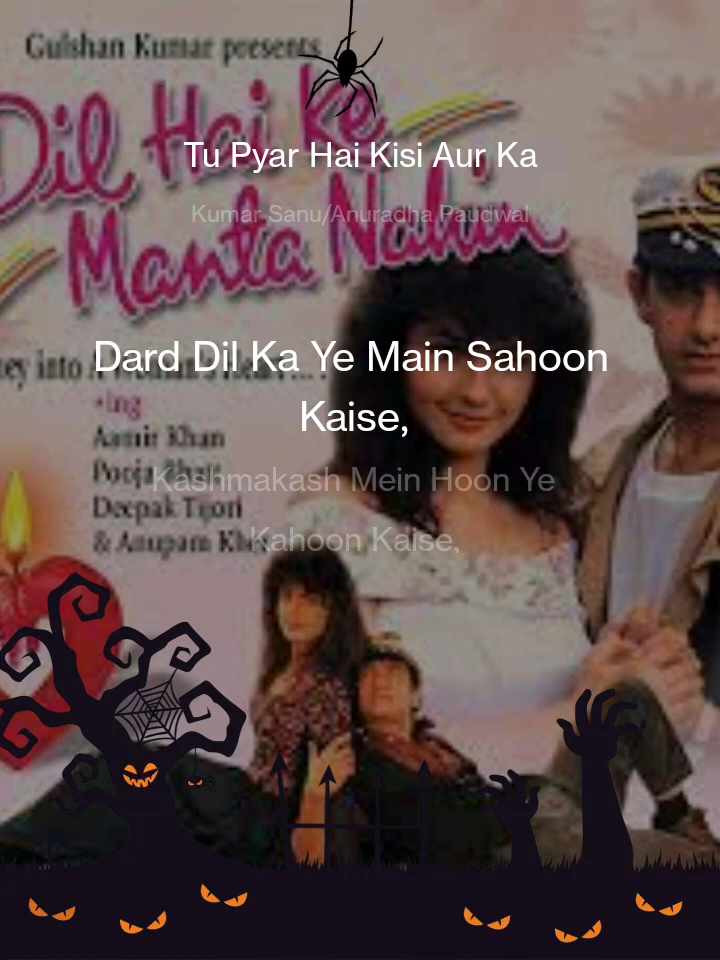 Gulshan Kumar presents
Dil Hai Ke
Tu Pyar Hai Kisi Aur Ka
Kumar Sanu/Anuradha Paudwal
Manta Nahin
Dard Dil Ka Ye Main Sahoon
Kaise,
Aamir Khan
Kashmakash Mein Hoon Ye
Pooja
Deepak Tijori
Kahoon Kaise,
& Anupam Kher